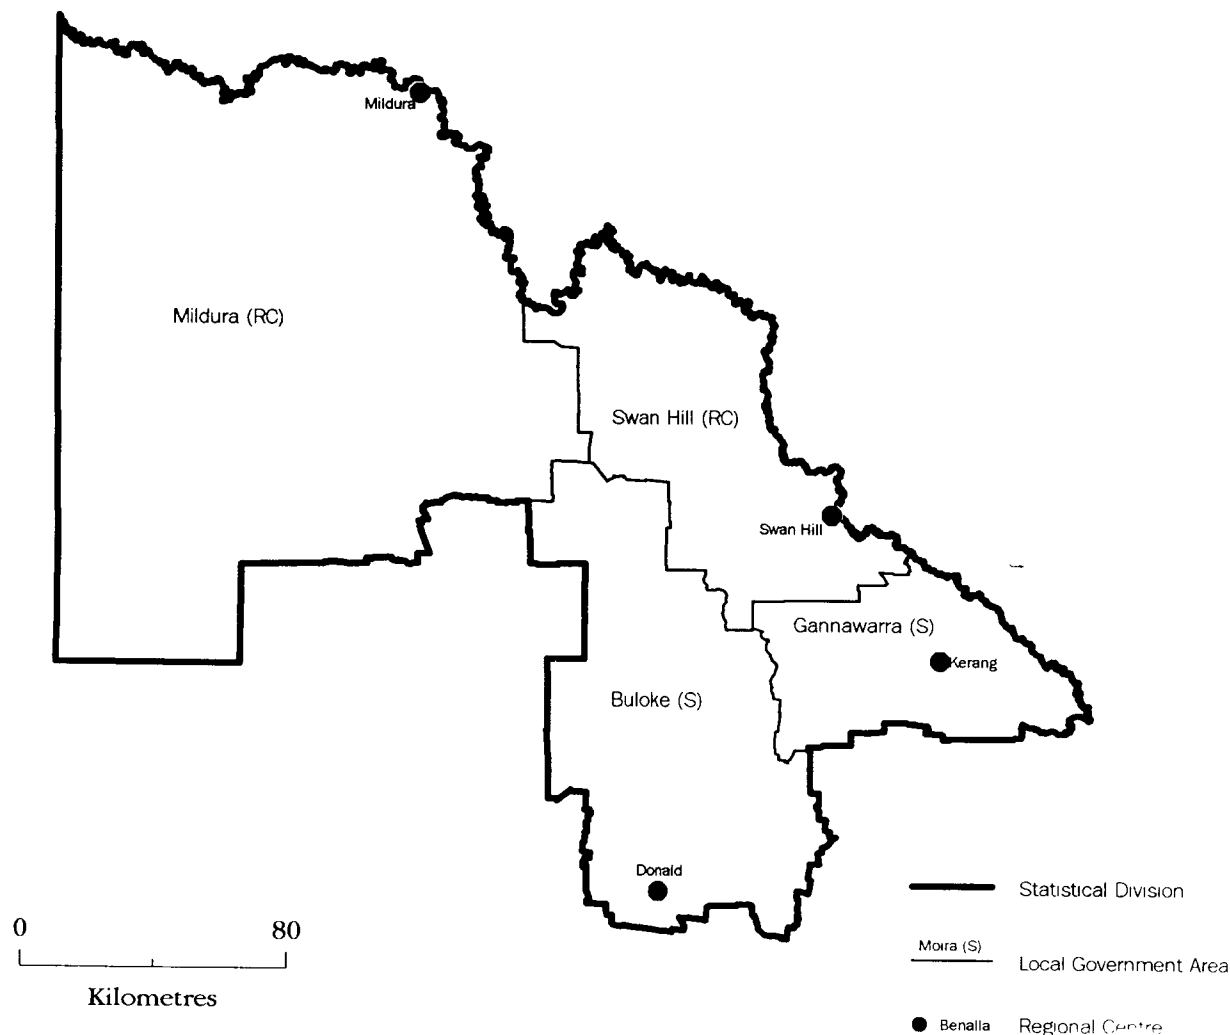 Mildura
Mildura (RC)
Swan Hill (RC)
Swan Hill
Gannawarra (S)
Kerang
Buloke (S)
Donald
Statistical Division
0 80
Moira (S)
Local Government Area
Kilometres
Benalla Regional Centre